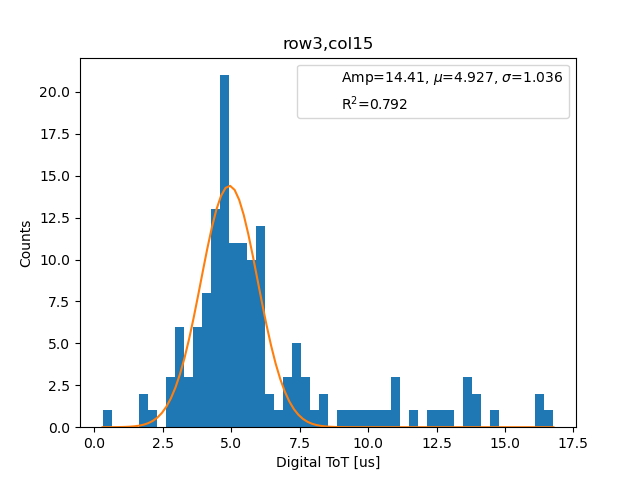 row3,col15
Amp=14.41, μ=4.927, σ=1.036
R²=0.792
Counts
20.0
17.5
15.0
12.5
10.0
7.5
5.0
2.5
0.0
0.0 2.5 5.0 7.5 10.0 12.5 15.0 17.5
Digital ToT [us]